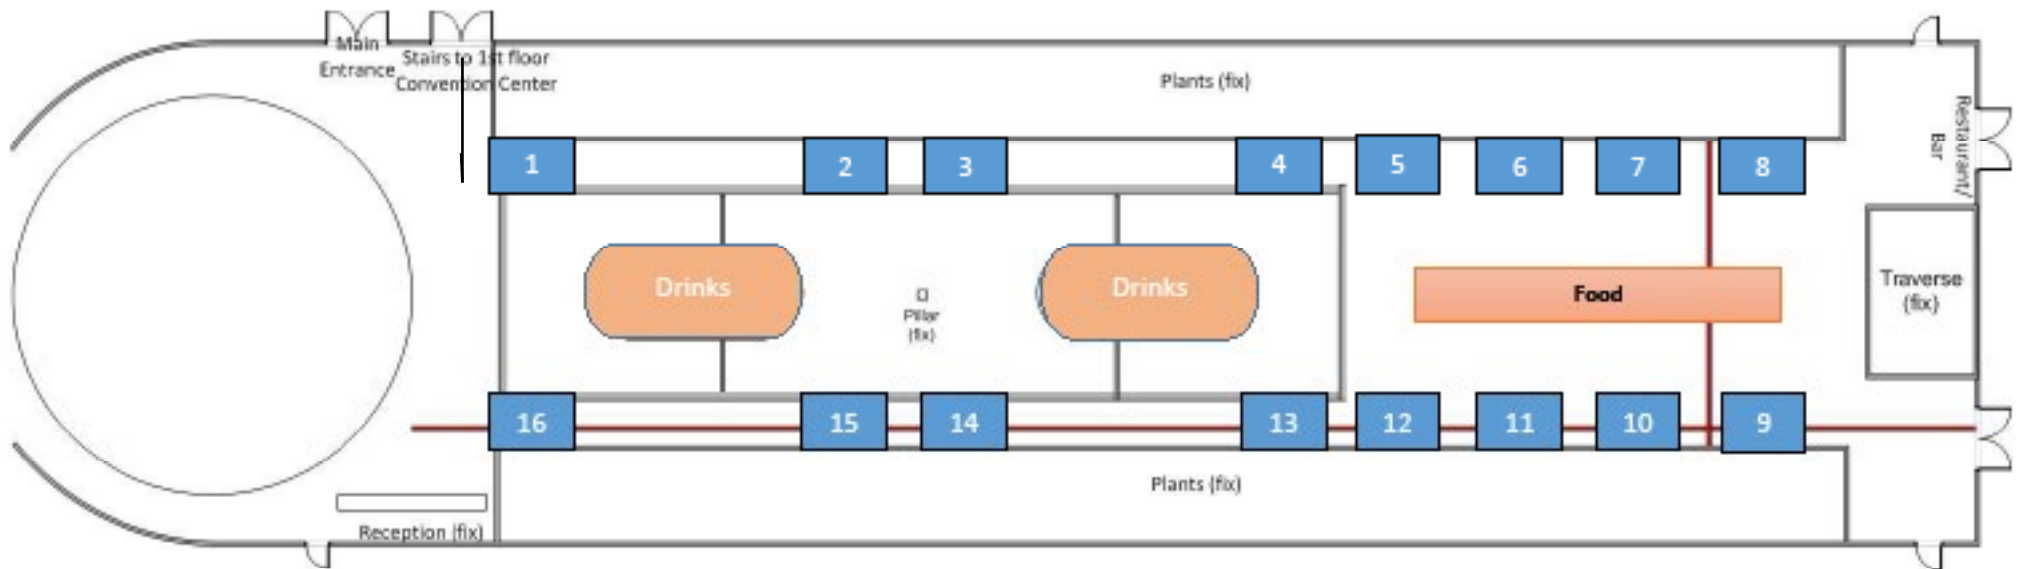 Main
Entrance
Stairs to 1st floor
Convention Center
Plants (fix)
Restaurant/
Bar
1
2
3
4
5
6
7
8
Drinks
Pillar
(fix)
Drinks
Food
Traverse
(fix)
16
15
14
13
12
11
10
9
Plants (fix)
Reception (fix)